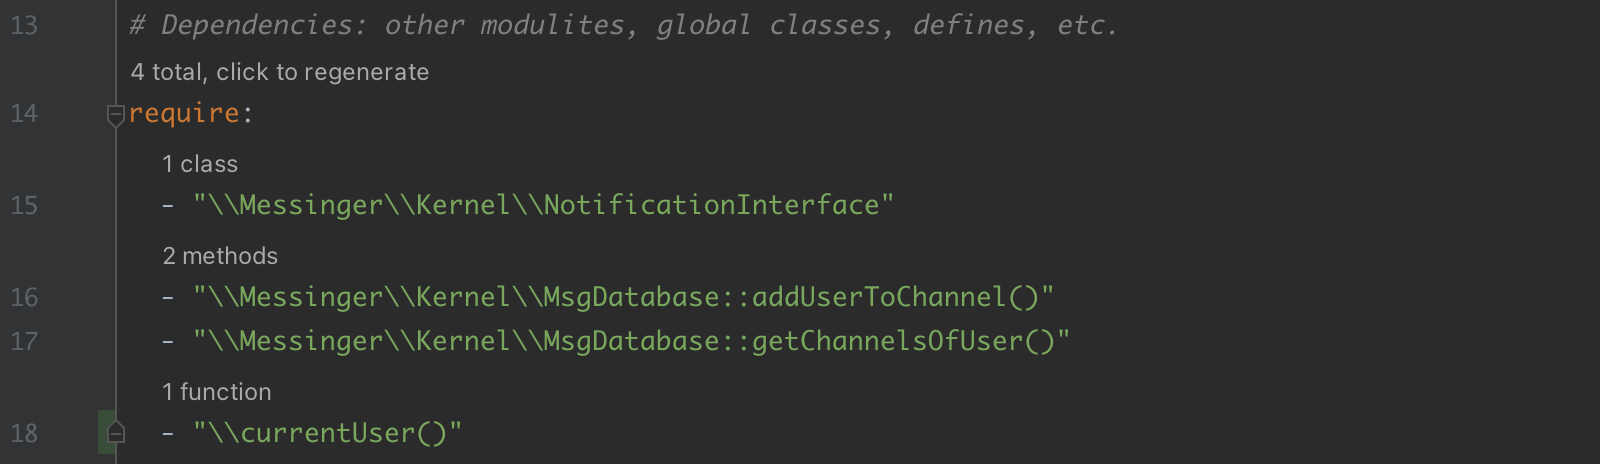 13 # Dependencies: other modulites, global classes, defines, etc.
4 total, click to regenerate
14 require:
1 class
15 - "\\Messinger\\Kernel\\NotificationInterface"
2 methods
16 - "\\Messinger\\Kernel\\MsgDatabase::addUserToChannel()"
17 - "\\Messinger\\Kernel\\MsgDatabase::getChannelsOfUser()"
1 function
18 - "\\currentUser()"